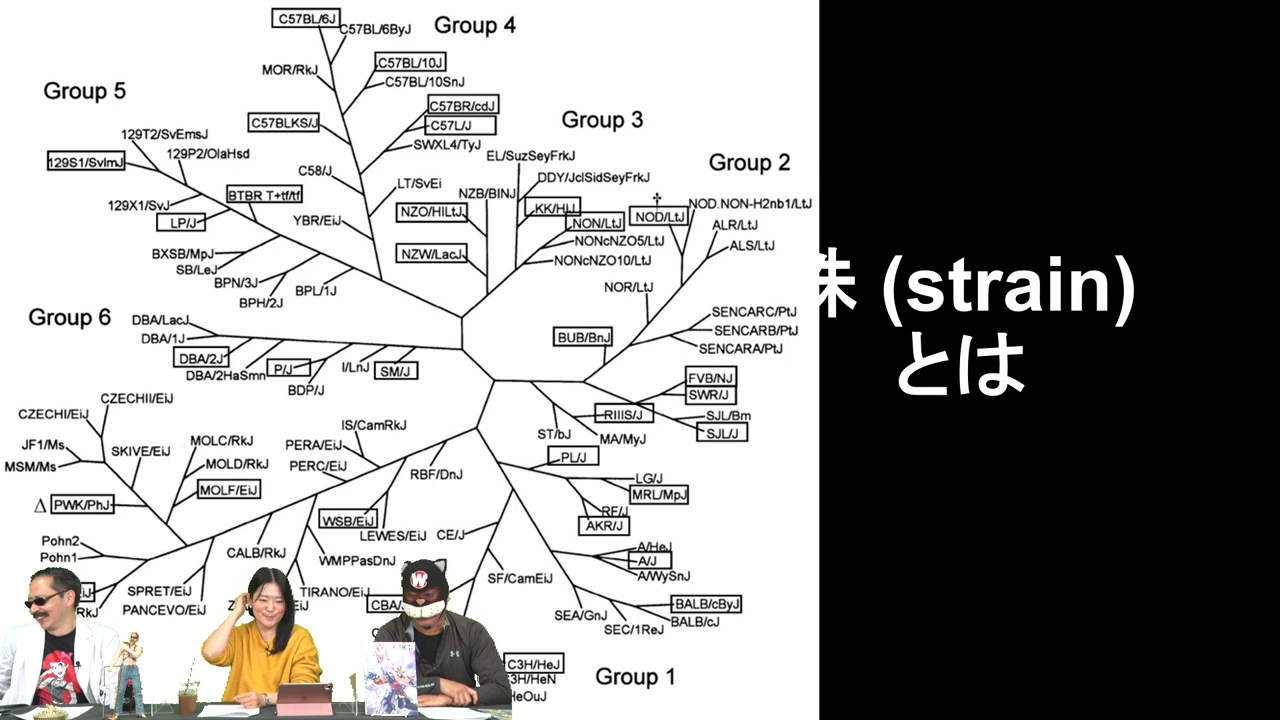 Group 4
C57BL/6J
C57BL/6ByJ
MOR/RkJ
C57BL/10J
C57BL/10SnJ
C57BR/cdJ
C57BLKS/J
C57L/J
SWXL4/TyJ
C58/J
LT/SvEi
YBR/EiJ
Group 5
129T2/SvEmsJ
129S1/SvImJ
129P2/OlaHsd
BTBR T+tf/tf
129X1/SvJ
LP/J
BXSB/MpJ
SB/LeJ
BPN/3J
BPH/2J
BPL/1J
Group 3
EL/SuzSeyFrkJ
DDY/JclSidSeyFrkJ
NZB/BlNJ
NZO/HILtJ
KK/HlJ
NON/LtJ
NZW/LacJ
NONcNZO5/LtJ
NONcNZO10/LtJ
Group 2
†
NOD.NON-H2nb1/LtJ
NOD/LtJ
ALR/LtJ
ALS/LtJ
NOR/LtJ
SENCARC/PtJ
SENCARB/PtJ
SENCARA/PtJ
BUB/BnJ
FVB/NJ
SWR/J
SJL/Bm
SJL/J
RIIIS/J
ST/bJ
MA/MyJ
Group 6
DBA/LacJ
DBA/1J
DBA/2J
DBA/2HaSmn
P/J
BDP/J
I/LnJ
SM/J
CZECHII/EiJ
CZECHI/EiJ
JF1/Ms
MSM/Ms
SKIVE/EiJ
MOLC/RkJ
MOLD/RkJ
MOLF/EiJ
Δ PWK/PhJ
IS/CamRkJ
PERA/EiJ
PERC/EiJ
RBF/DnJ
WSB/EiJ
LEWES/EiJ
CALB/RkJ
WMPPasDnJ
TIRANO/EiJ
Pohn2
Pohn1
SPRET/EiJ
PANCEVO/EiJ
PL/J
LG/J
MRL/MpJ
RF/J
AKR/J
CE/J
SF/CamEiJ
A/HeJ
A/J
A/WySnJ
BALB/cByJ
BALB/cJ
SEA/GnJ
SEC/1ReJ
CBA/
C3H/HeJ
3H/HeN
HeOuJ
Group 1
W
株 (strain)
とは